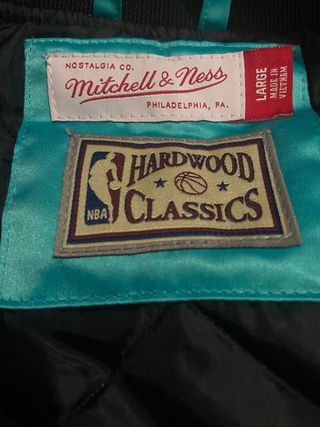 NOSTALGIA CO.
Mitchell & Ness
PHILADELPHIA, PA.
LARGE
MADE IN
VIETNAM
HARDWOOD
CLASSICS
NBA